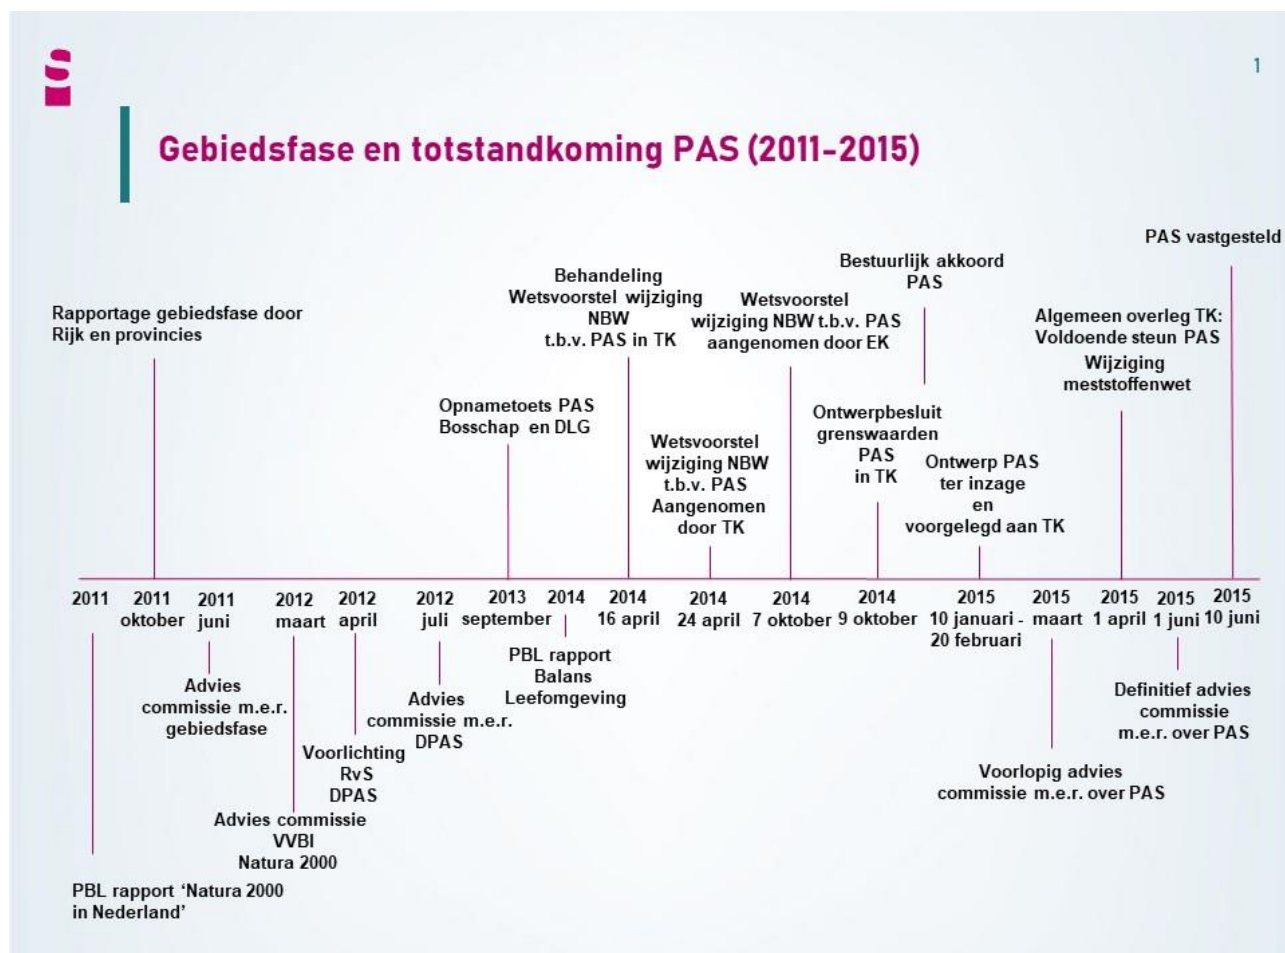 1
Gebiedsfase en totstandkoming PAS (2011-2015)
Rapportage gebiedsfase door
Rijk en provincies
Opnametoets PAS
Bosschap en DLG
Behandeling
Wetsvoorstel wijziging
NBW
t.b.v. PAS in TK
Wetsvoorstel
wijziging NBW
t.b.v. PAS
Aangenomen
door TK
Wetsvoorstel
wijziging NBW t.b.v. PAS
aangenomen door EK
Bestuurlijk akkoord
PAS
Ontwerpbesluit
grenswaarden
PAS
in TK
Ontwerp PAS
ter inzage
en
voorgelegd aan TK
Algemeen overleg TK:
Voldoende steun PAS
Wijziging
meststoffenwet
PAS vastgesteld
2011
2011
oktober
2011
juni
2012
maart
2012
april
2012
juli
2013
september
2014
2014
16 april
2014
24 april
2014
7 oktober
2014
9 oktober
2015
10 januari -
20 februari
2015
maart
2015
1 april
2015
1 juni
2015
10 juni
PBL rapport ‘Natura 2000
in Nederland’
Advies
commissie m.e.r.
gebiedsfase
Advies commissie
VVBI
Natura 2000
Voorlichting
RvS
DPAS
Advies
commissie m.e.r.
DPAS
PBL rapport
Balans
Leefomgeving
Voorlopig advies
commissie m.e.r. over PAS
Definitief advies
commissie
m.e.r. over PAS